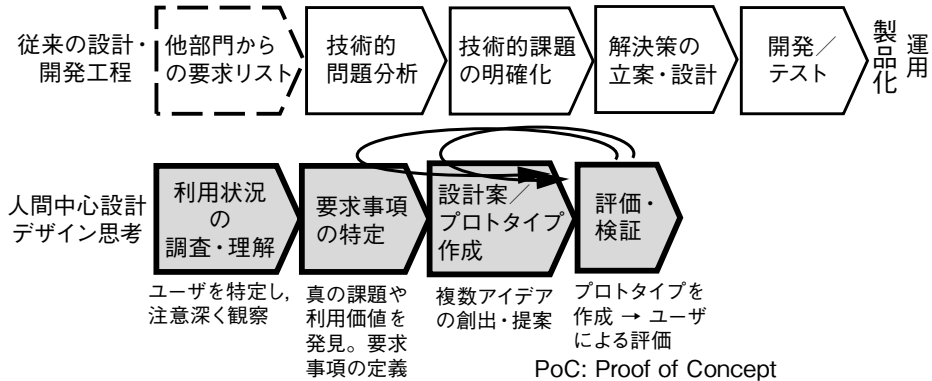 従来の設計・
開発工程
他部門から
の要求リスト
技術的
問題分析
技術的課題
の明確化
解決策の
立案・設計
開発／
テスト
製品化
運用
人間中心設計
デザイン思考
利用状況
の
調査・理解
要求事項
の特定
設計案／
プロトタイプ
作成
評価・
検証
ユーザを特定し，
注意深く観察
真の課題や
利用価値を
発見。要求
事項の定義
複数アイデア
の創出・提案
プロトタイプを
作成 → ユーザ
による評価
PoC: Proof of Concept